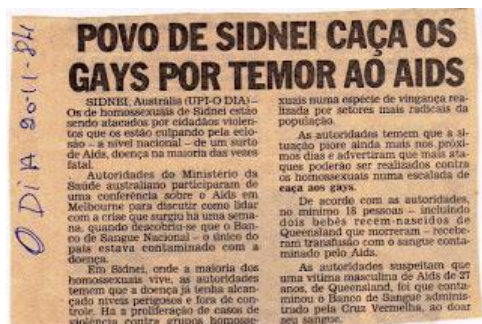 O DIA 20-11-84
POVO DE SIDNEI CAÇA OS
GAYS POR TEMOR AO AIDS
SIDNEI, Austrália (UPI-O DIA) –
Os de homossexuais de Sidnei estão
sendo atacados por cidadãos violen-
tos que os estão culpando pela eclo-
são – a nível nacional – de um surto
de Aids, doença na maioria das vezes
fatal.
Autoridades do Ministério da
Saúde australiano participaram de
uma conferência sobre o Aids em
Melbourne para discutir como lidar
com a crise que surgiu há uma sema-
na, quando descobriu-se que o Ban-
co de Sangue Nacional – o único do
país estava contaminado com a
doença.
Em Sidnei, onde a maioria dos
homossexuais vive, as autoridades
temem que a doença já tenha alcan-
çado níveis perigosos e fora de con-
trole. Há a proliferação de casos de
violência contra grupos homosse-
xuais numa espécie de vingança rea-
lizada por setores mais radicais da
população.
As autoridades temem que a si-
tuação piore ainda mais nos próxi-
mos dias e advertiram que mais ata-
ques poderão ser realizados contra
os homossexuais numa escalada de
caça aos gays.
De acordo com as autoridades,
no mínimo 18 pessoas – incluindo
dois bebês recém-nascidos de
Queensland que morreram – recebe-
ram transfusão com o sangue conta-
minado pelo Aids.
As autoridades suspeitam que
uma vítima masculina de Aids de 27
anos, de Queensland, foi que conta-
minou o Banco de Sangue adminis-
trado pela Cruz Vermelha, ao doar
seu sangue.